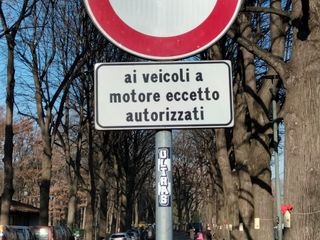 ai veicoli a
motore eccetto
autorizzati
ULTRAS